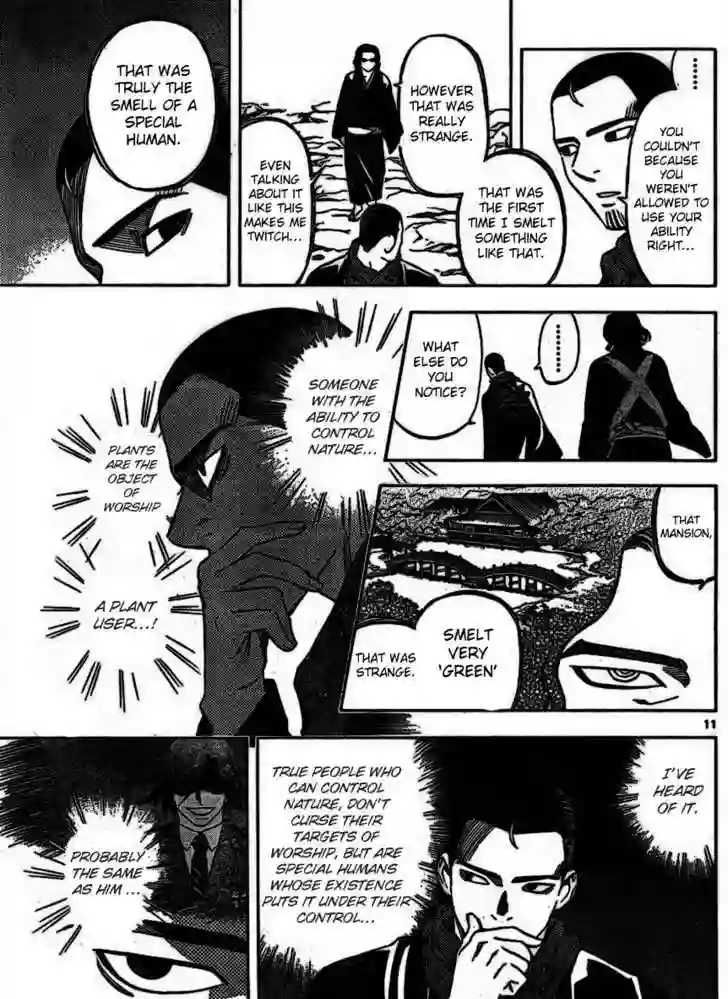 .......
YOU
COULDN'T
BECAUSE
YOU
WEREN'T
ALLOWED TO
USE YOUR
ABILITY
RIGHT...
HOWEVER
THAT WAS
REALLY
STRANGE.
THAT WAS
THE FIRST
TIME I SMELT
SOMETHING
LIKE THAT.
EVEN
TALKING
ABOUT IT
LIKE THIS
MAKES ME
TWITCH...
THAT WAS
TRULY THE
SMELL OF A
SPECIAL
HUMAN.
.......
WHAT
ELSE DO
YOU
NOTICE?
THAT
MANSION,
SMELT
VERY
'GREEN'
THAT WAS
STRANGE.
SOMEONE
WITH THE
ABILITY TO
CONTROL
NATURE...
PLANTS
ARE THE
OBJECT
OF
WORSHIP
A PLANT
USER...!
11
I'VE
HEARD
OF IT.
TRUE PEOPLE WHO
CAN CONTROL
NATURE, DON'T
CURSE THEIR
TARGETS OF
WORSHIP, BUT ARE
SPECIAL HUMANS
WHOSE EXISTENCE
PUTS IT UNDER THEIR
CONTROL...
PROBABLY
THE SAME
AS HIM ...